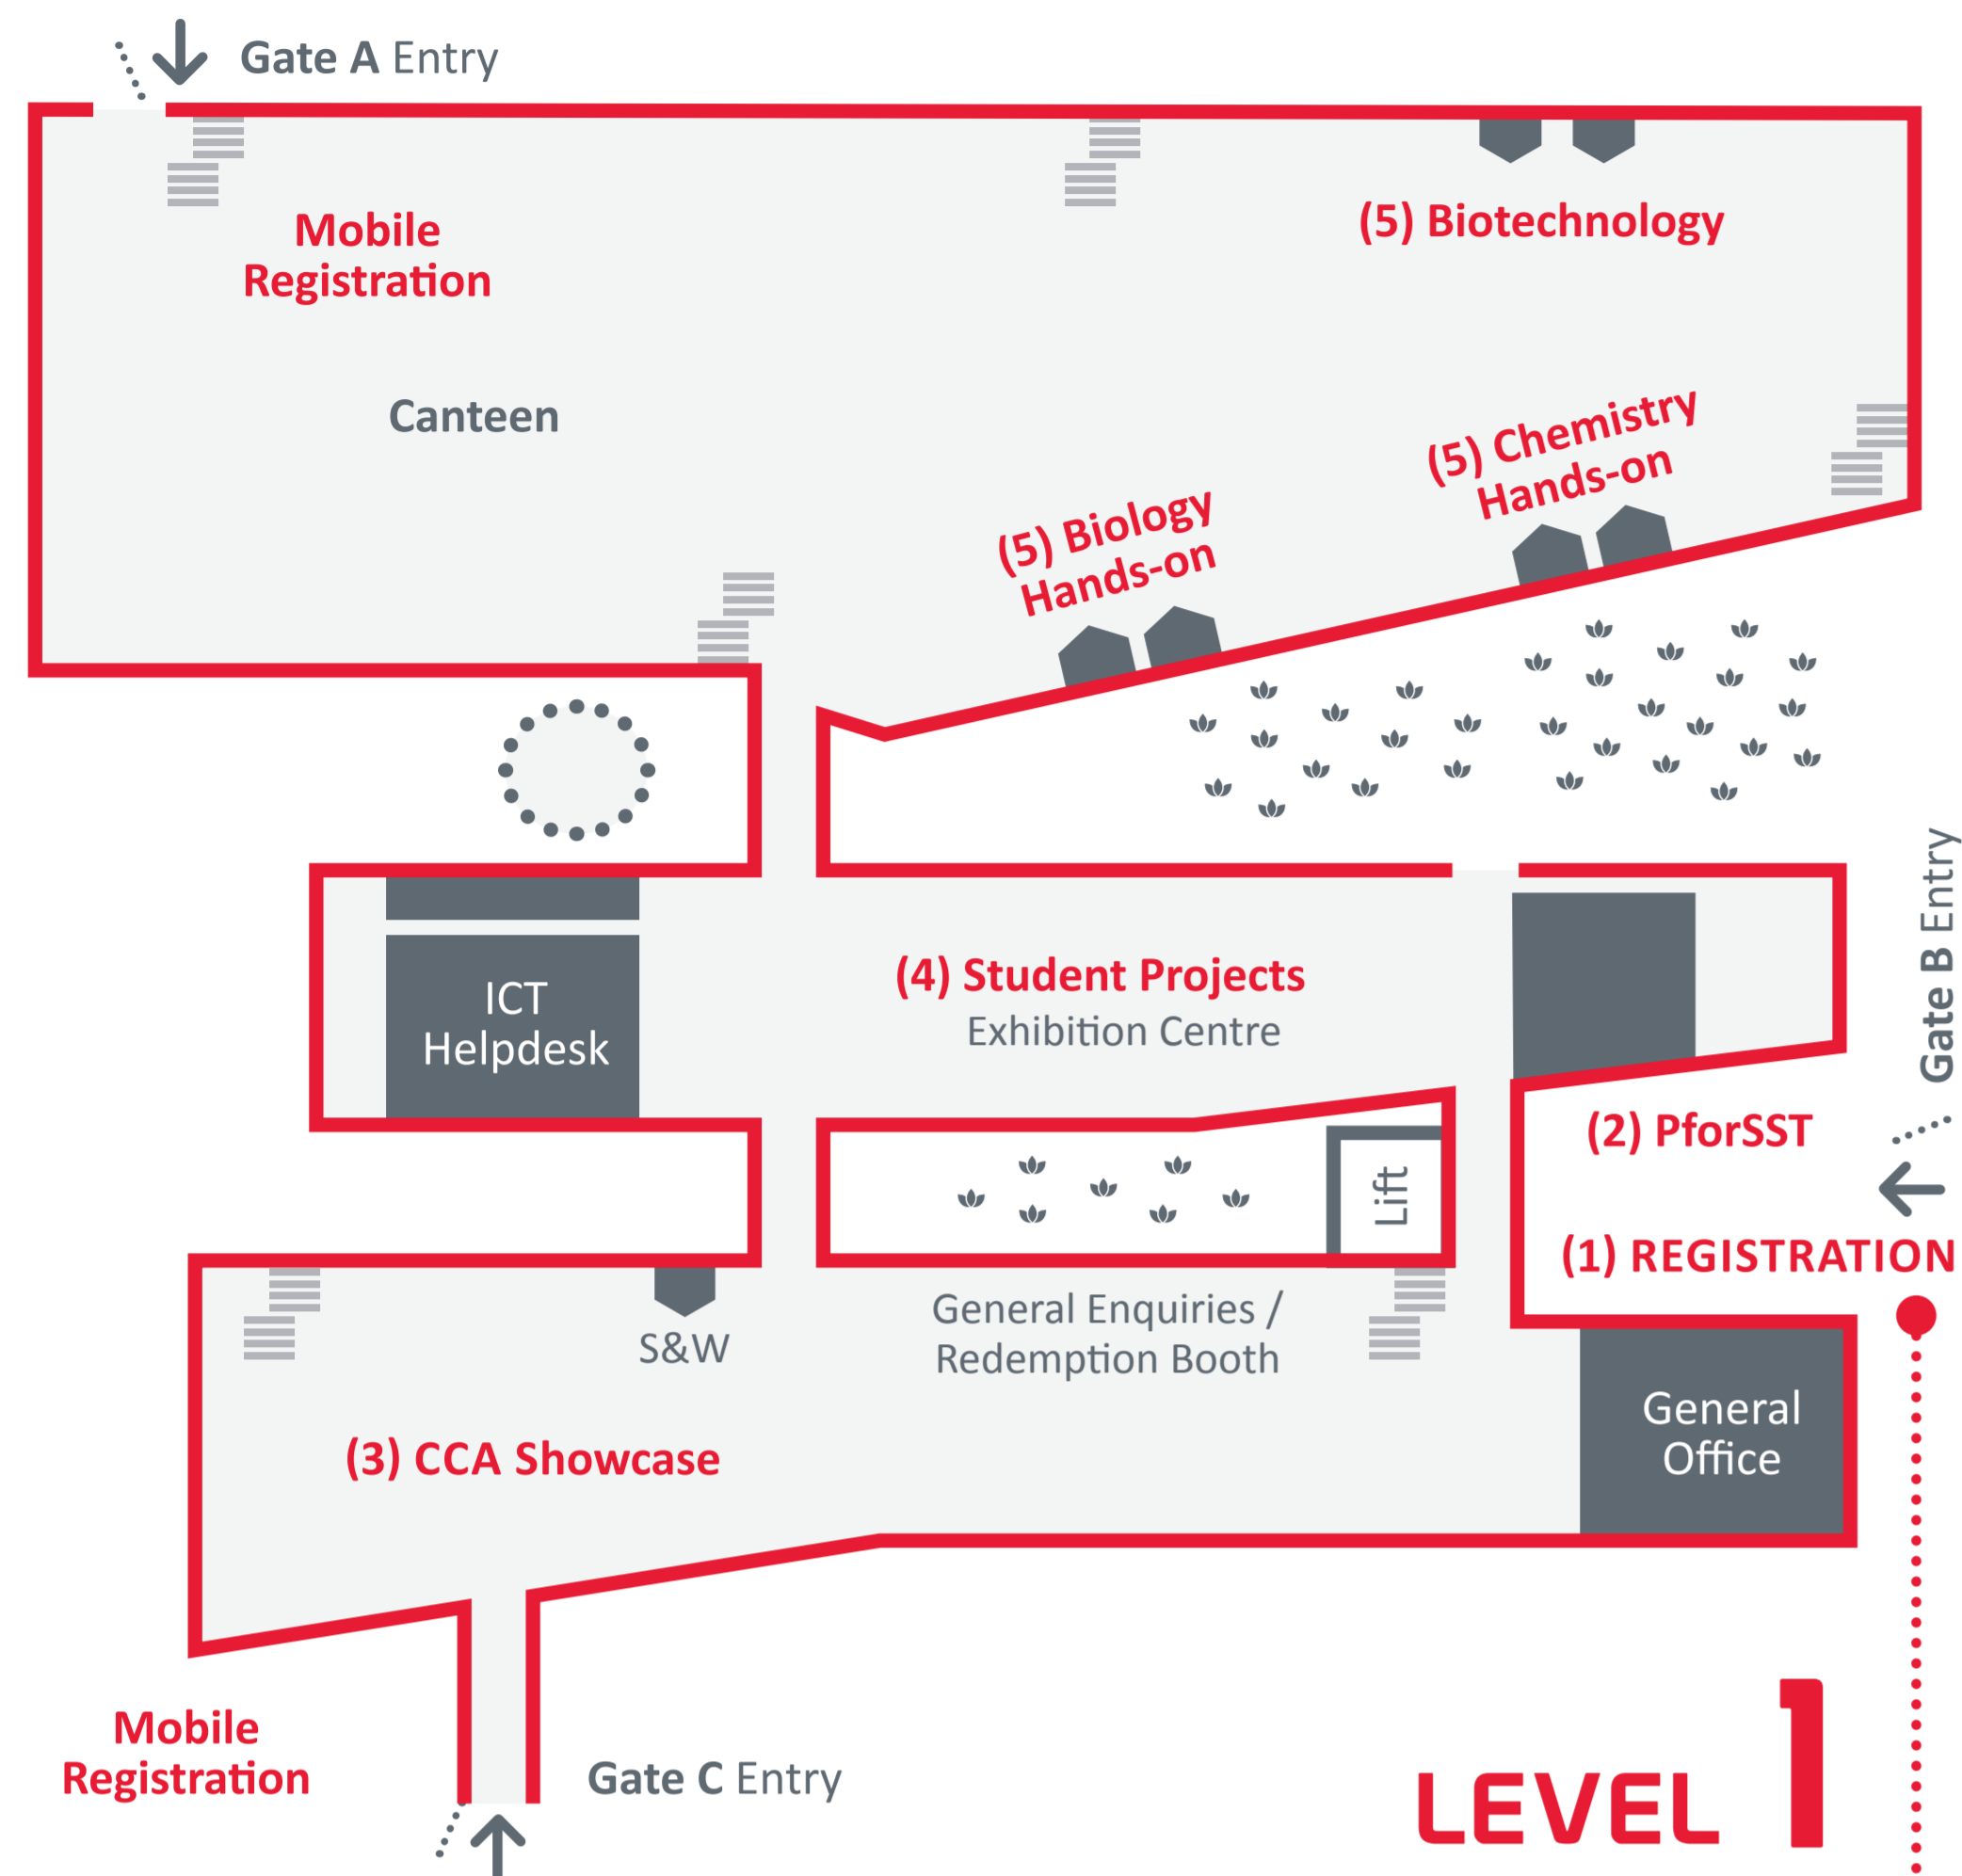 Gate A Entry
Mobile
Registration
(5) Biotechnology
Canteen
(5) Chemistry
Hands-on
(5) Biology
Hands-on
Gate B Entry
(4) Student Projects
Exhibition Centre
ICT
Helpdesk
(2) PforSST
Lift
(1) REGISTRATION
General Enquiries /
Redemption Booth
S&W
General
Office
(3) CCA Showcase
Mobile
Registration
Gate C Entry
LEVEL 1